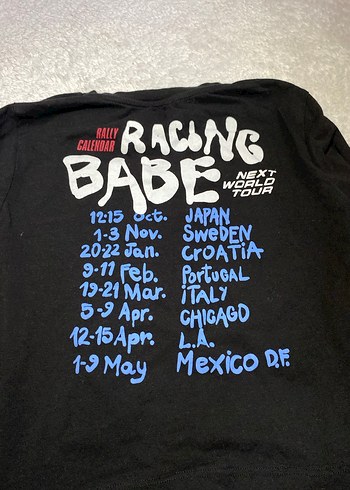 RALLY CALENDAR
RACING
BABE
NEXT WORLD TOUR
12-15 Oct. JAPAN
1-3 Nov. SWEDEN
20-22 Jan. CROATIA
9-11 Feb. PORTUGAL
19-21 Mar. ITALY
5-9 Apr. CHICAGO
12-15 Apr. L.A.
1-9 May MEXICO D.F.